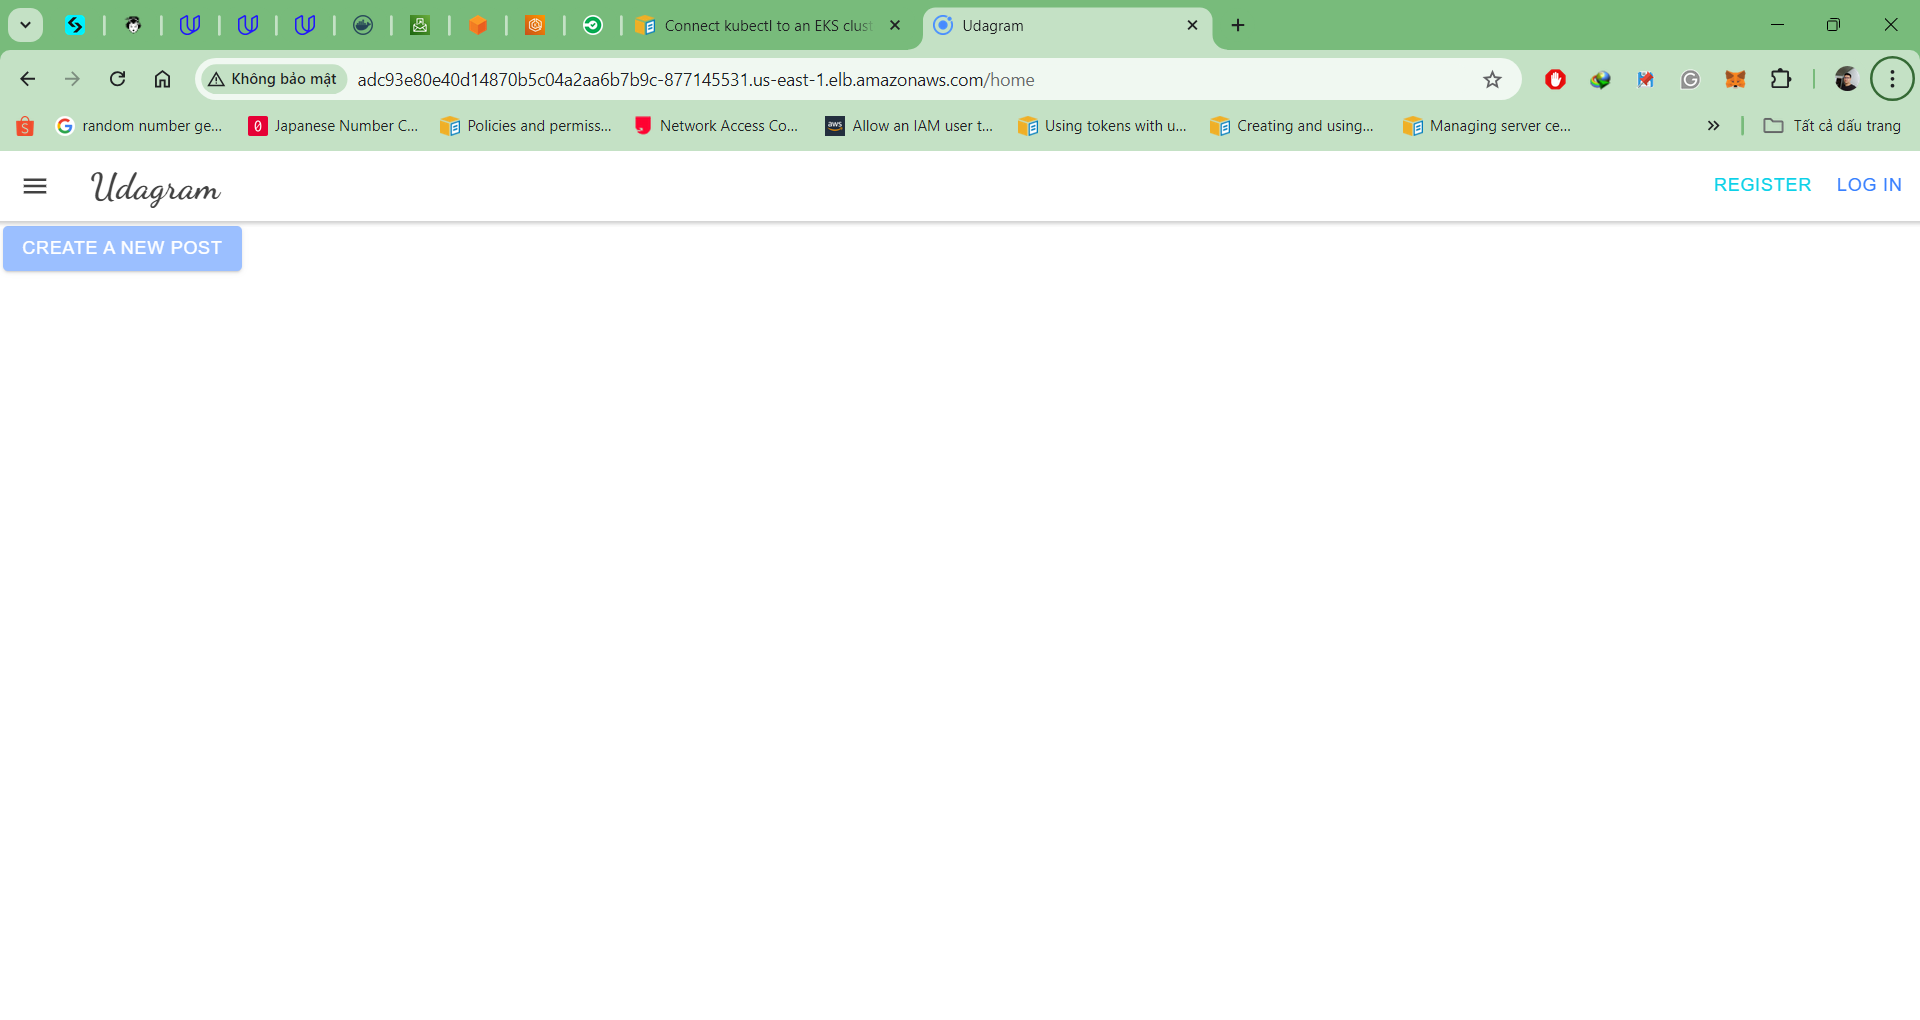 Connect kubectl to an EKS clust
Udagram
Không bảo mật
adc93e80e40d14870b5c04a2aa6b7b9c-877145531.us-east-1.elb.amazonaws.com/home
random number ge...
Japanese Number C...
Policies and permiss...
Network Access Co...
aws
Allow an IAM user t...
Using tokens with u...
Creating and using...
Managing server ce...
Tất cả dấu trang
Udagram
REGISTER
LOG IN
CREATE A NEW POST